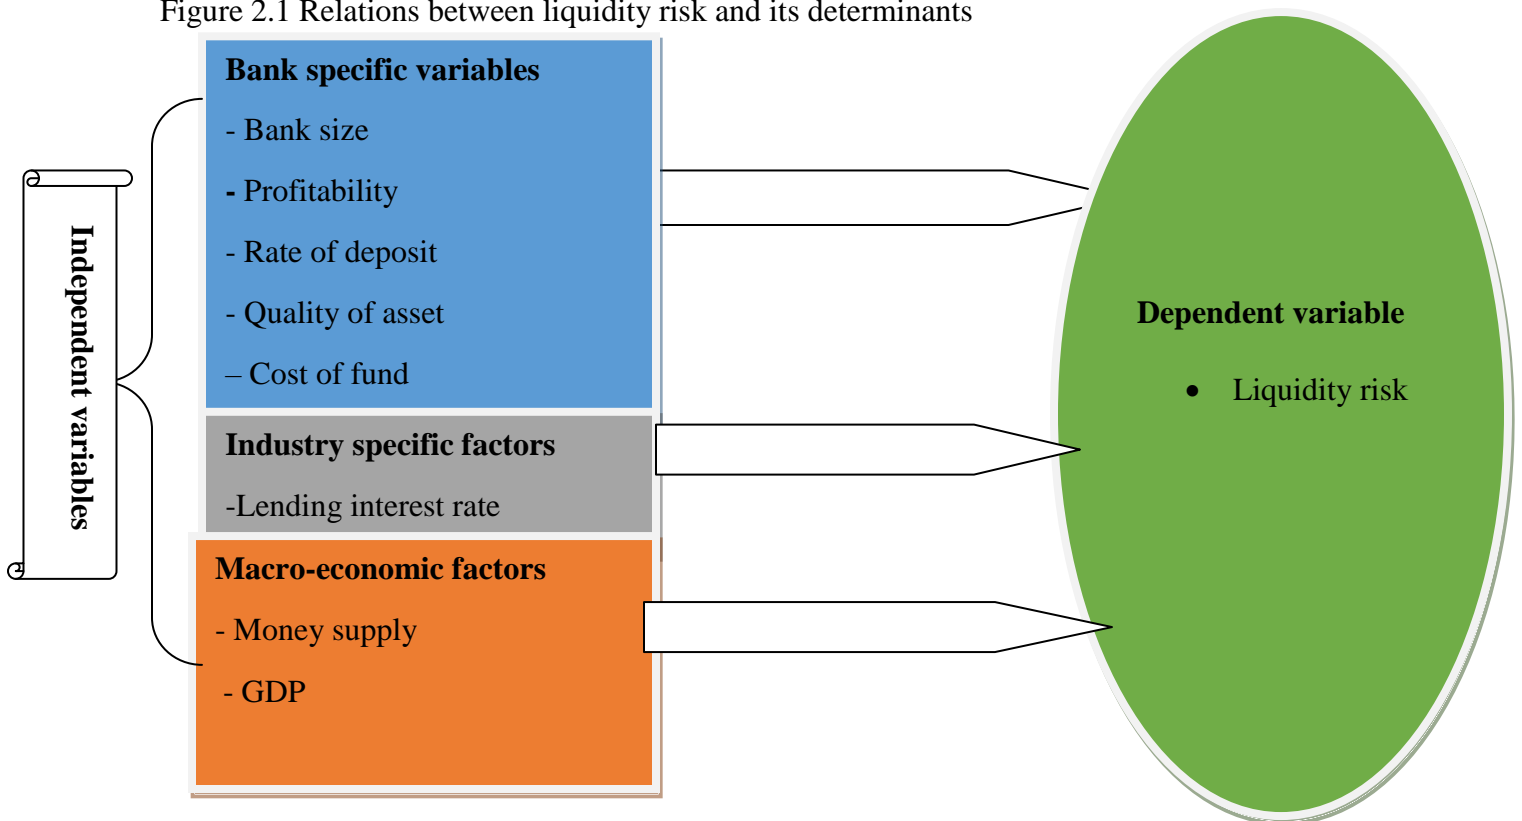 Figure 2.1 Relations between liquidity risk and its determinants
Independent variables
Bank specific variables
- Bank size
- Profitability
- Rate of deposit
- Quality of asset
– Cost of fund
Industry specific factors
-Lending interest rate
Macro-economic factors
- Money supply
- GDP
Dependent variable
● Liquidity risk